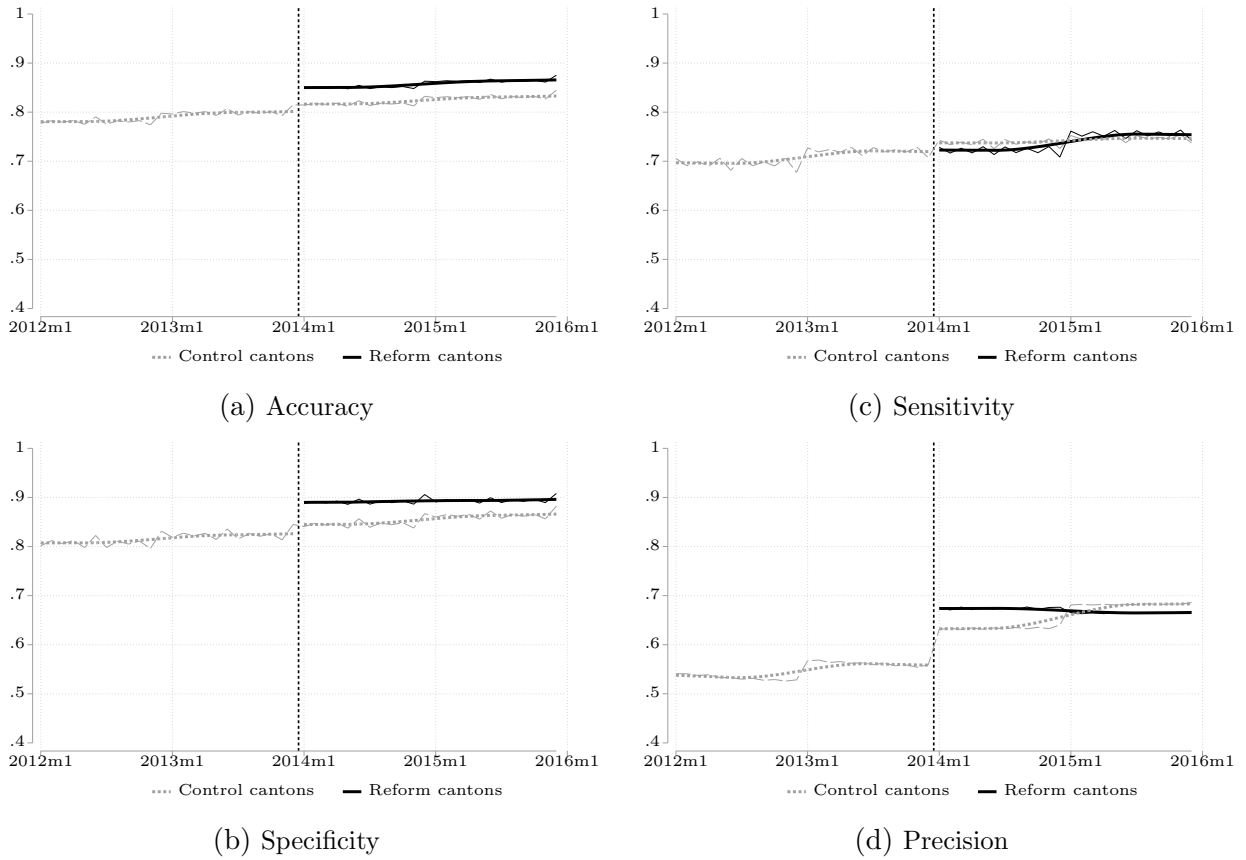 1
.9
.8
.7
.6
.5
.4
2012m1 2013m1 2014m1 2015m1 2016m1
Control cantons Reform cantons
(a) Accuracy
1
.9
.8
.7
.6
.5
.4
2012m1 2013m1 2014m1 2015m1 2016m1
Control cantons Reform cantons
(c) Sensitivity
1
.9
.8
.7
.6
.5
.4
2012m1 2013m1 2014m1 2015m1 2016m1
Control cantons Reform cantons
(b) Specificity
1
.9
.8
.7
.6
.5
.4
2012m1 2013m1 2014m1 2015m1 2016m1
Control cantons Reform cantons
(d) Precision